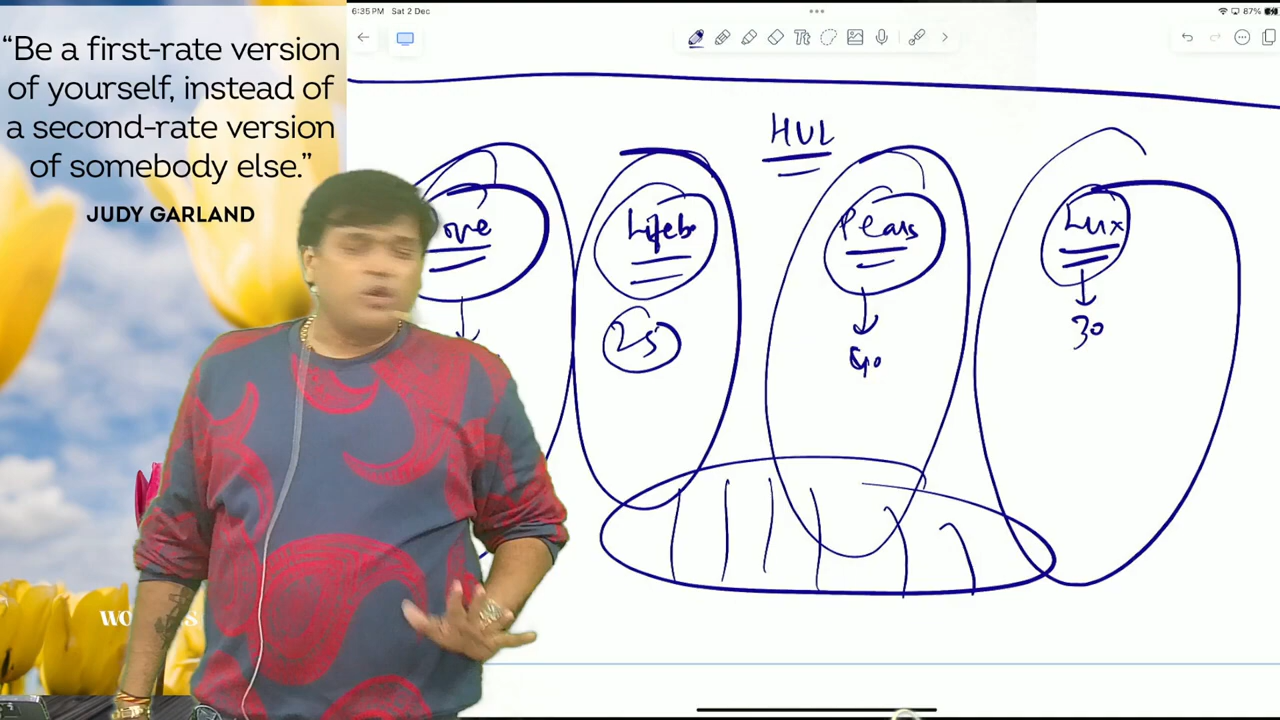 “Be a first-rate version
of yourself, instead of
a second-rate version
of somebody else.”
JUDY GARLAND
6:35 PM Sat 2 Dec
87%
HUL
ove
Lifeb
Pears
Lux
25
40
30